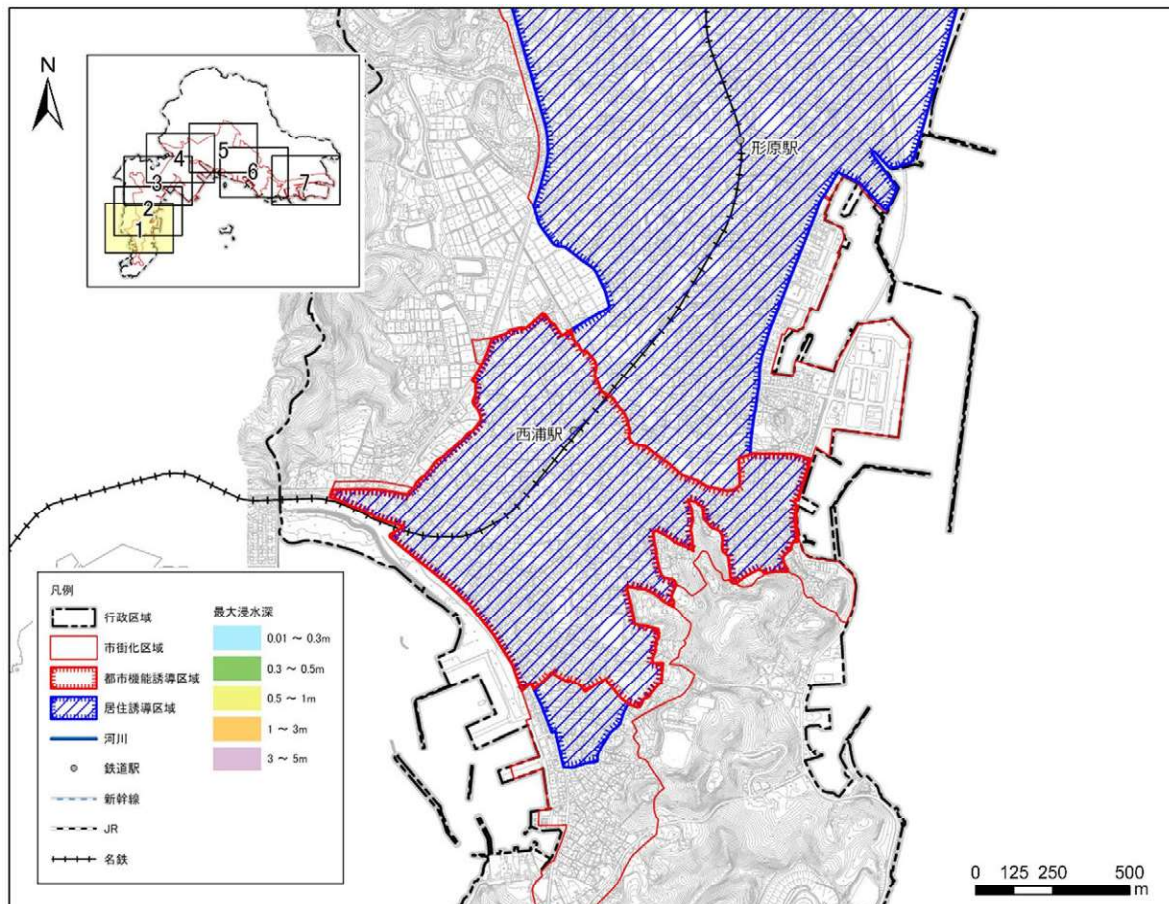 N
5
4
6
7
3
2
1
形原駅
西浦駅
凡例
行政区域
市街化区域
都市機能誘導区域
居住誘導区域
河川
鉄道駅
新幹線
JR
名鉄
最大浸水深
0.01 ～ 0.3m
0.3 ～ 0.5m
0.5 ～ 1m
1 ～ 3m
3 ～ 5m
0 125 250 500
m